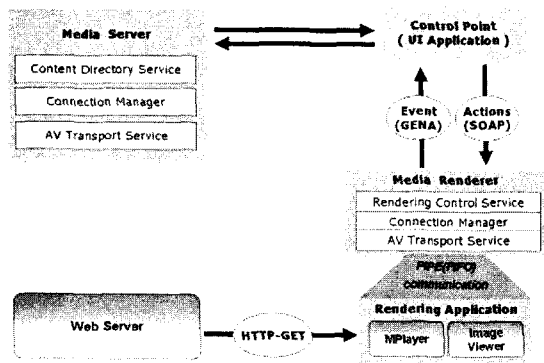 Media Server
Content Directory Service
Connection Manager
AV Transport Service
Control Point
( UI Application )
Event
(GENA)
Actions
(SOAP)
Media Renderer
Rendering Control Service
Connection Manager
AV Transport Service
PIPE(FIFO)
communication
Web Server
HTTP-GET
Rendering Application
MPlayer
Image
Viewer